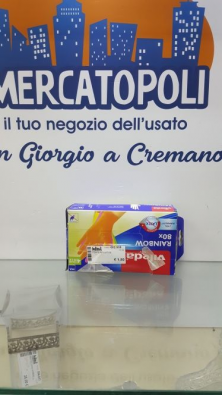 MERCATOPOLI
il tuo negozio dell'usato
n Giorgio a Cremano
RAINBOW
80x